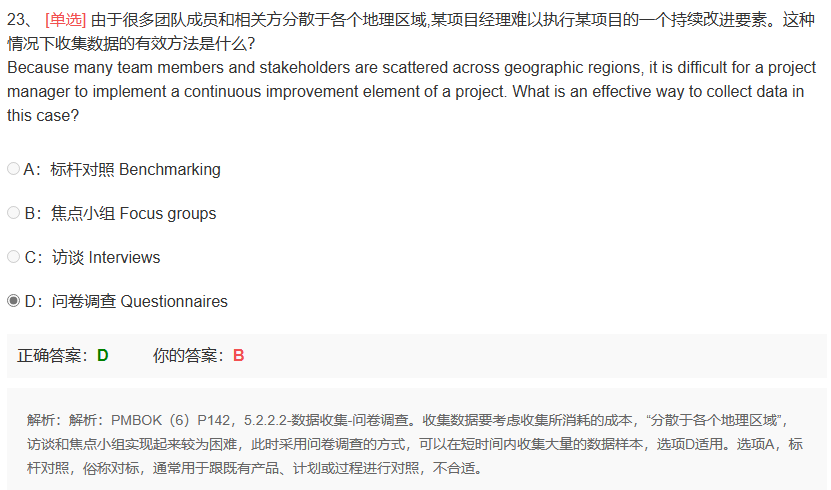 23、 [单选] 由于很多团队成员和相关方分散于各个地理区域,某项目经理难以执行某项目的一个持续改进要素。这种
情况下收集数据的有效方法是什么?
Because many team members and stakeholders are scattered across geographic regions, it is difficult for a project
manager to implement a continuous improvement element of a project. What is an effective way to collect data in
this case?
A：标杆对照 Benchmarking
B：焦点小组 Focus groups
C：访谈 Interviews
D：问卷调查 Questionnaires
正确答案：D 你的答案：B
解析：解析：PMBOK（6）P142，5.2.2.2-数据收集-问卷调查。收集数据要考虑收集所消耗的成本，“分散于各个地理区域”，
访谈和焦点小组实现起来较为困难，此时采用问卷调查的方式，可以在短时间内收集大量的数据样本，选项D适用。选项A，标
杆对照，俗称对标，通常用于跟既有产品、计划或过程进行对照，不合适。